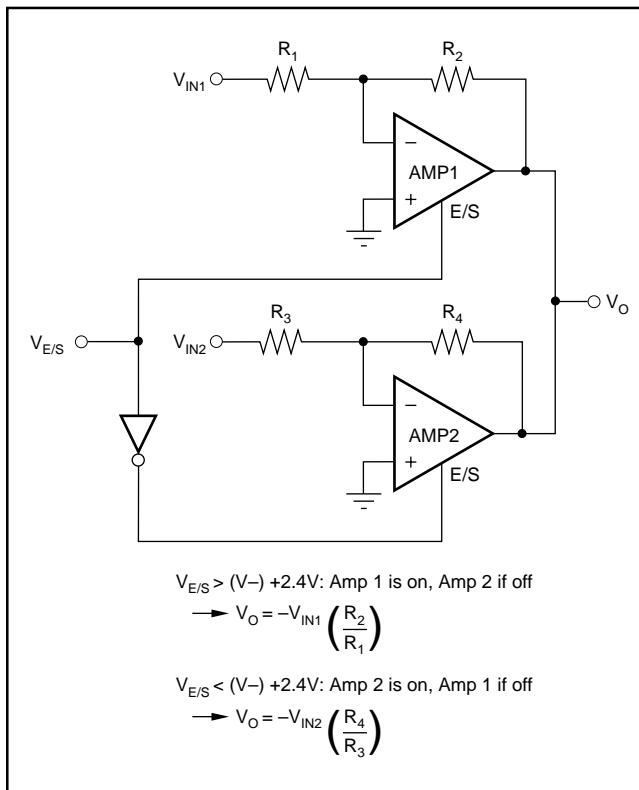 R1 R2
VIN1
−
AMP1
+
E/S
VO
R3 R4
VE/S VIN2
−
AMP2
+
E/S
VE/S > (V–) +2.4V: Amp 1 is on, Amp 2 if off
VO = –VIN1 (R2/R1)
VE/S < (V–) +2.4V: Amp 2 is on, Amp 1 if off
VO = –VIN2 (R4/R3)